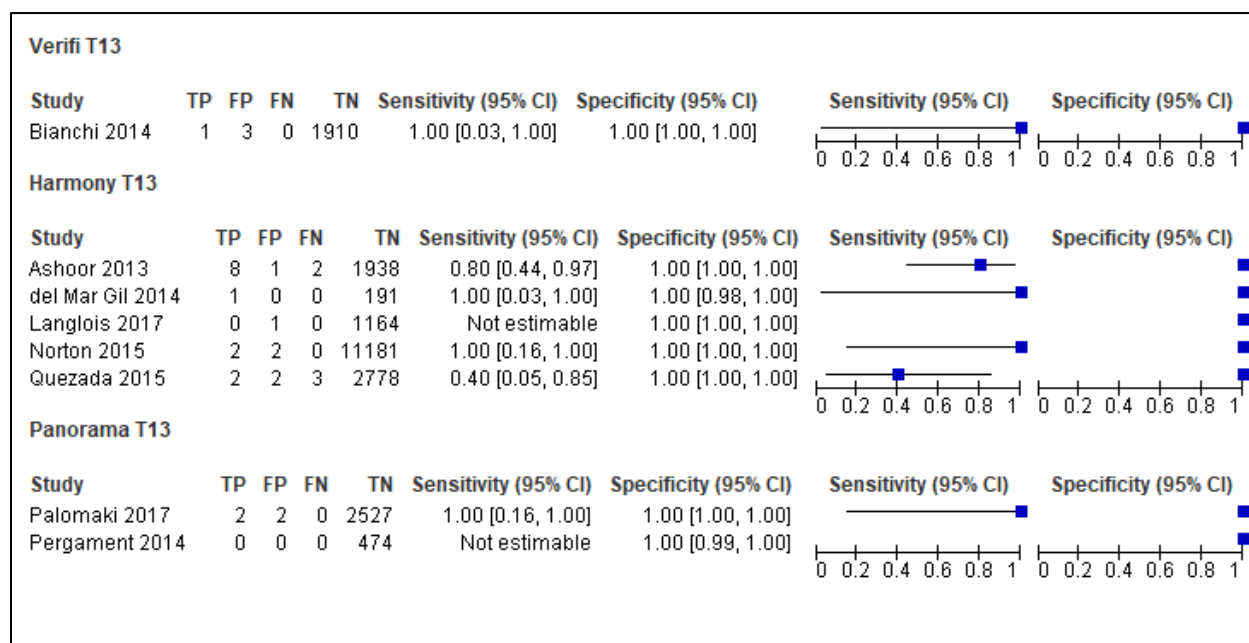 Verifi T13
Study TP FP FN TN Sensitivity (95% CI) Specificity (95% CI) Sensitivity (95% CI) Specificity (95% CI)
Bianchi 2014 1 3 0 1910 1.00 [0.03, 1.00] 1.00 [1.00, 1.00]
0 0.2 0.4 0.6 0.8 1 0 0.2 0.4 0.6 0.8 1
Harmony T13
Study TP FP FN TN Sensitivity (95% CI) Specificity (95% CI) Sensitivity (95% CI) Specificity (95% CI)
Ashoor 2013 8 1 2 1938 0.80 [0.44, 0.97] 1.00 [1.00, 1.00]
del Mar Gil 2014 1 0 0 191 1.00 [0.03, 1.00] 1.00 [0.98, 1.00]
Langlois 2017 0 1 0 1164 Not estimable 1.00 [1.00, 1.00]
Norton 2015 2 2 0 11181 1.00 [0.16, 1.00] 1.00 [1.00, 1.00]
Quezada 2015 2 2 3 2778 0.40 [0.05, 0.85] 1.00 [1.00, 1.00]
0 0.2 0.4 0.6 0.8 1 0 0.2 0.4 0.6 0.8 1
Panorama T13
Study TP FP FN TN Sensitivity (95% CI) Specificity (95% CI) Sensitivity (95% CI) Specificity (95% CI)
Palomaki 2017 2 2 0 2527 1.00 [0.16, 1.00] 1.00 [1.00, 1.00]
Pergament 2014 0 0 0 474 Not estimable 1.00 [0.99, 1.00]
0 0.2 0.4 0.6 0.8 1 0 0.2 0.4 0.6 0.8 1